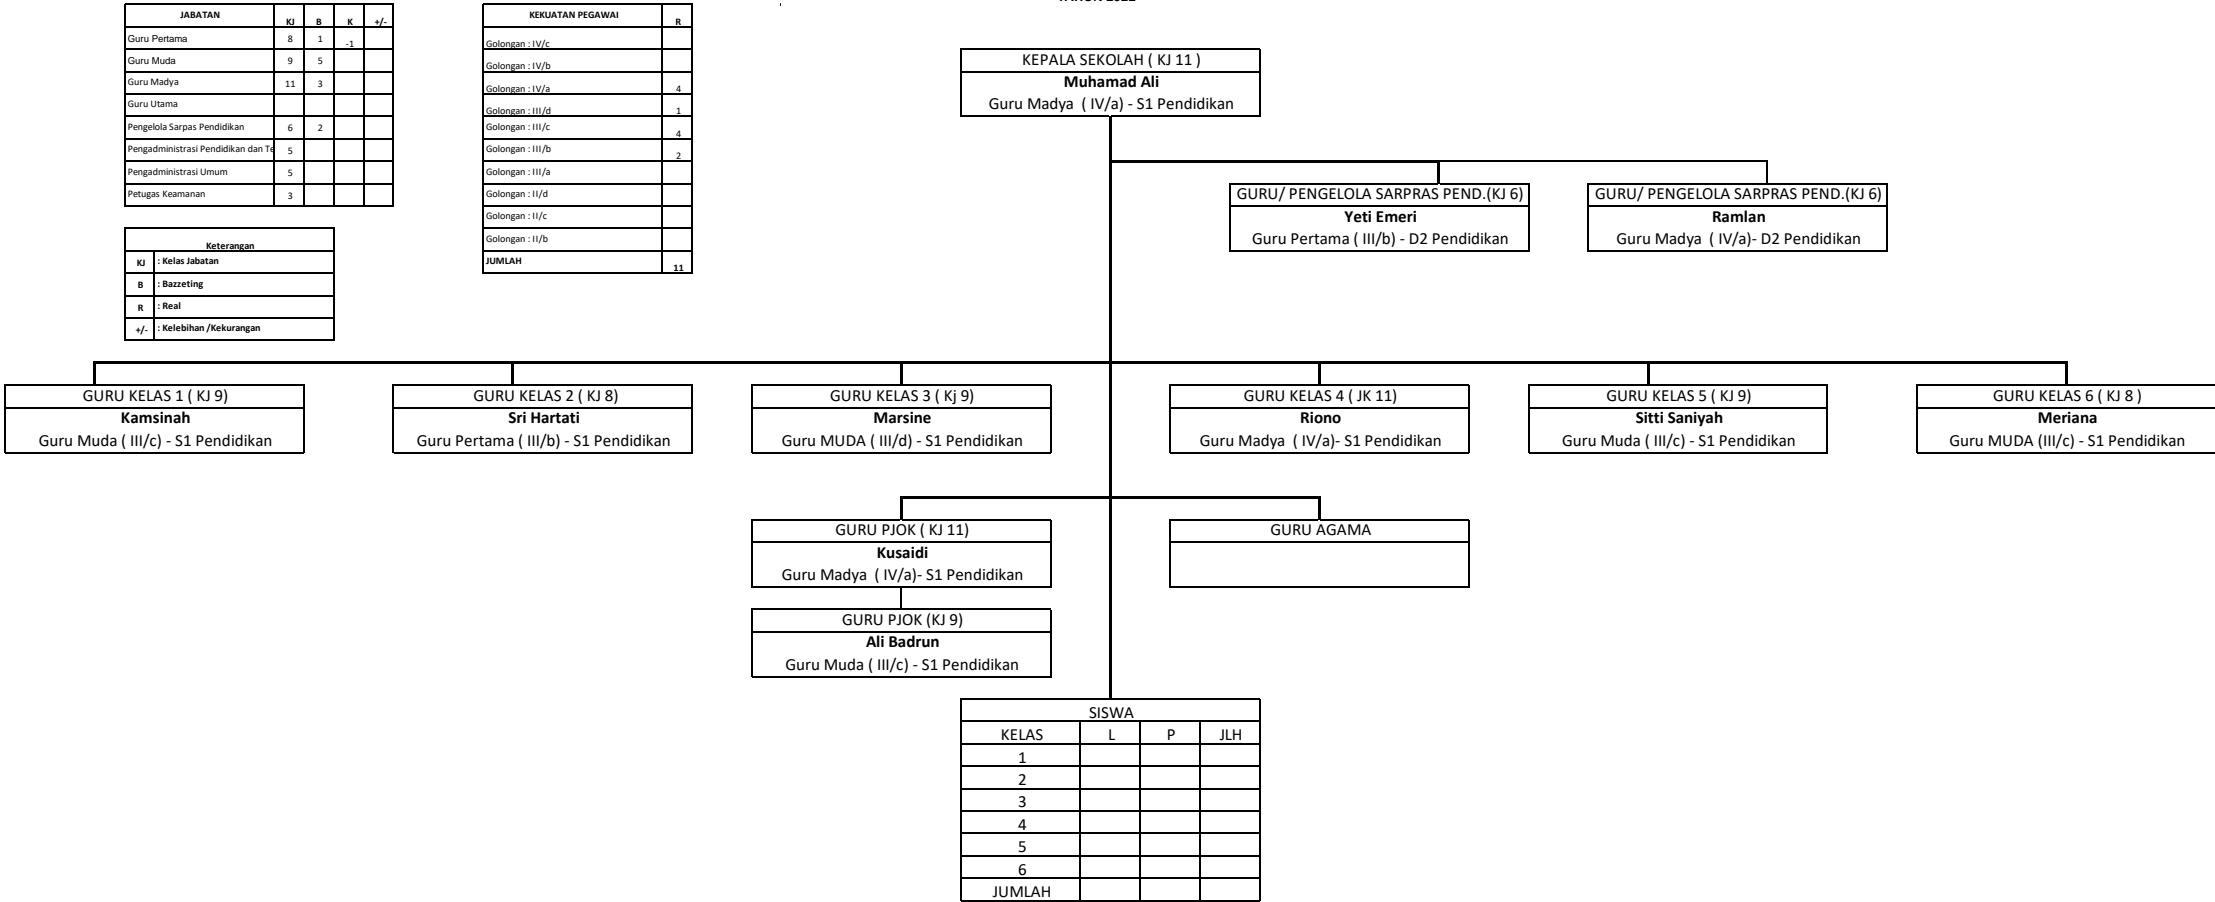 JABATAN KJ B K +/-
Guru Pertama 8 1 -1
Guru Muda 9 5
Guru Madya 11 3
Guru Utama
Pengelola Sarpas Pendidikan 6 2
Pengadministrasi Pendidikan dan Te 5
Pengadministrasi Umum 5
Petugas Keamanan 3
Keterangan
KJ : Kelas Jabatan
B : Bazzeting
R : Real
+/- : Kelebihan /Kekurangan
KEKUATAN PEGAWAI R
Golongan : IV/c
Golongan : IV/b
Golongan : IV/a 4
Golongan : III/d 1
Golongan : III/c 4
Golongan : III/b 2
Golongan : III/a
Golongan : II/d
Golongan : II/c
Golongan : II/b
JUMLAH 11
KEPALA SEKOLAH ( KJ 11 )
Muhamad Ali
Guru Madya ( IV/a) - S1 Pendidikan
GURU/ PENGELOLA SARPRAS PEND.(KJ 6)
Yeti Emeri
Guru Pertama ( III/b) - D2 Pendidikan
GURU/ PENGELOLA SARPRAS PEND.(KJ 6)
Ramlan
Guru Madya ( IV/a)- D2 Pendidikan
GURU KELAS 1 ( KJ 9)
Kamsinah
Guru Muda ( III/c) - S1 Pendidikan
GURU KELAS 2 ( KJ 8)
Sri Hartati
Guru Pertama ( III/b) - S1 Pendidikan
GURU KELAS 3 ( Kj 9)
Marsine
Guru MUDA ( III/d) - S1 Pendidikan
GURU KELAS 4 ( JK 11)
Riono
Guru Madya ( IV/a)- S1 Pendidikan
GURU KELAS 5 ( KJ 9)
Sitti Saniyah
Guru Muda ( III/c) - S1 Pendidikan
GURU KELAS 6 ( KJ 8 )
Meriana
Guru MUDA (III/c) - S1 Pendidikan
GURU PJOK ( KJ 11)
Kusaidi
Guru Madya ( IV/a)- S1 Pendidikan
GURU AGAMA
GURU PJOK (KJ 9)
Ali Badrun
Guru Muda ( III/c) - S1 Pendidikan
SISWA
KELAS L P JLH
1
2
3
4
5
6
JUMLAH